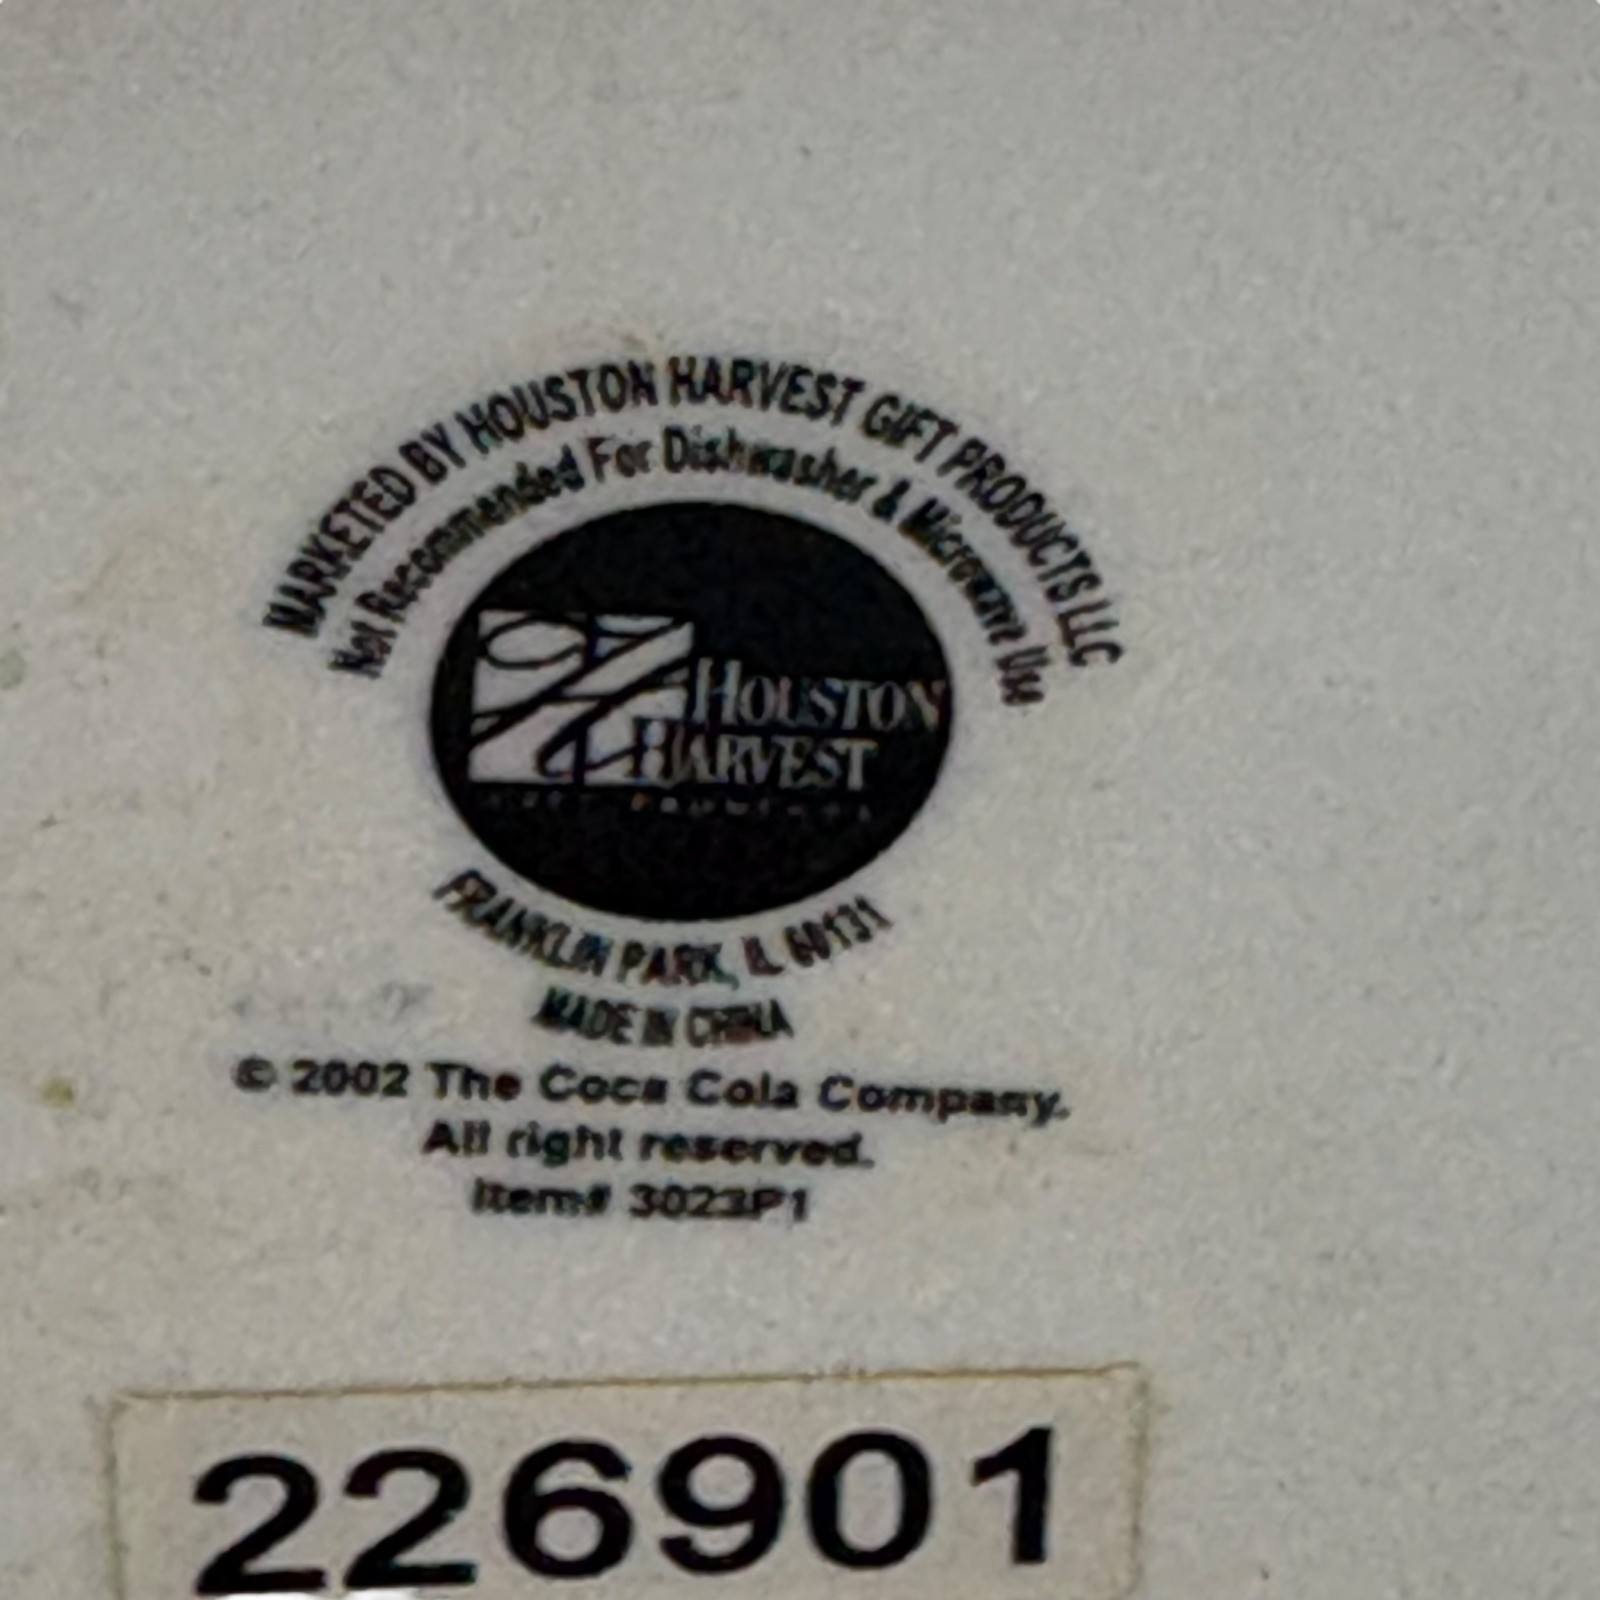 MARKETED BY HOUSTON HARVEST GIFT PRODUCTS LLC
Not Recommended For Dishwasher & Microwave Use
HOUSTON
HARVEST
FRANKLIN PARK, IL 60131
MADE IN CHINA
© 2002 The Coca Cola Company.
All right reserved.
Item# 3023P1
226901